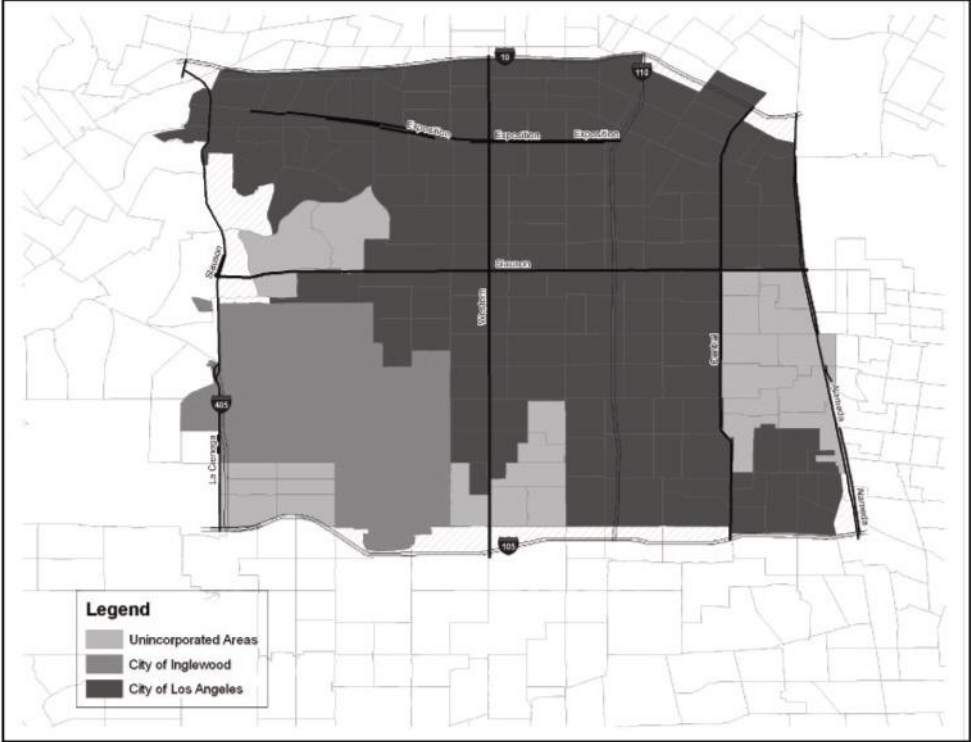 10
110
Exposition
Exposition
Exposition
Slauson
Slauson
Western
Central
Alameda
405
La Cienega
Alameda
105
Legend
Unincorporated Areas
City of Inglewood
City of Los Angeles